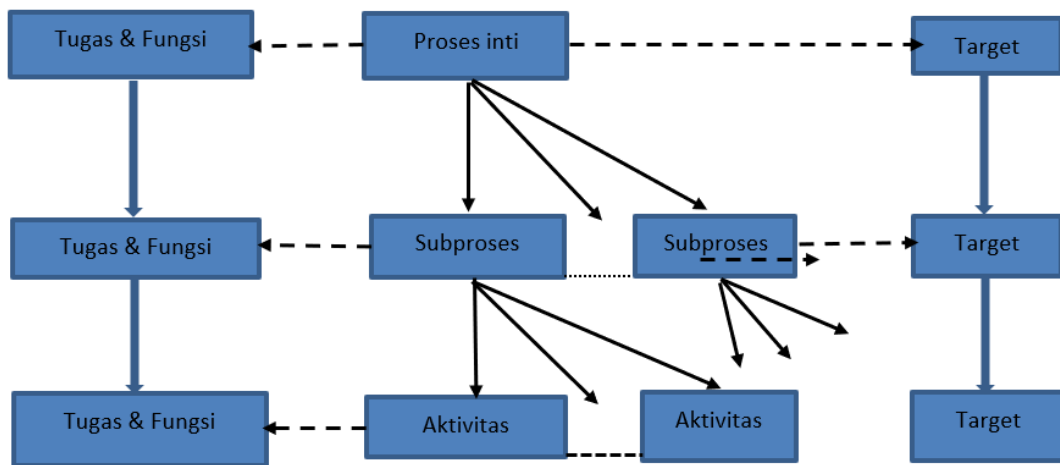 Tugas & Fungsi
Proses inti
Target
Tugas & Fungsi
Subproses
Subproses
Target
Tugas & Fungsi
Aktivitas
Aktivitas
Target